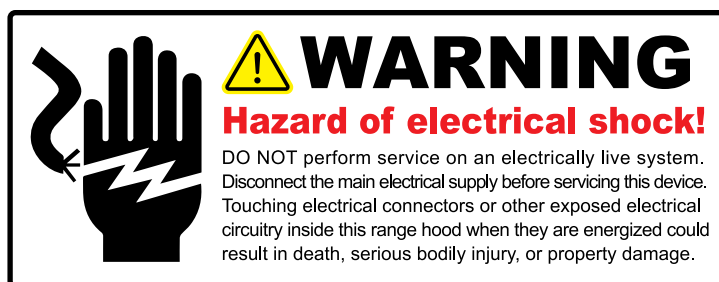 WARNING
Hazard of electrical shock!
DO NOT perform service on an electrically live system.
Disconnect the main electrical supply before servicing this device.
Touching electrical connectors or other exposed electrical
circuitry inside this range hood when they are energized could
result in death, serious bodily injury, or property damage.